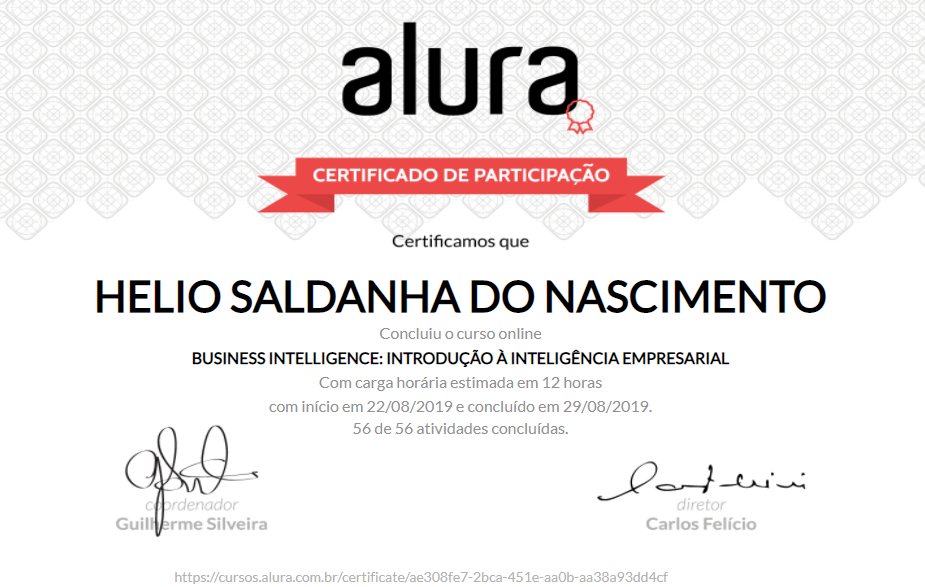 alura
CERTIFICADO DE PARTICIPAÇÃO
Certificamos que
HELIO SALDANHA DO NASCIMENTO
Concluiu o curso online
BUSINESS INTELLIGENCE: INTRODUÇÃO À INTELIGÊNCIA EMPRESARIAL
Com carga horária estimada em 12 horas
com início em 22/08/2019 e concluído em 29/08/2019.
56 de 56 atividades concluídas.
coordenador
Guilherme Silveira
diretor
Carlos Felício
https://cursos.alura.com.br/certificate/ae308fe7-2bca-451e-aa0b-aa38a93dd4cf